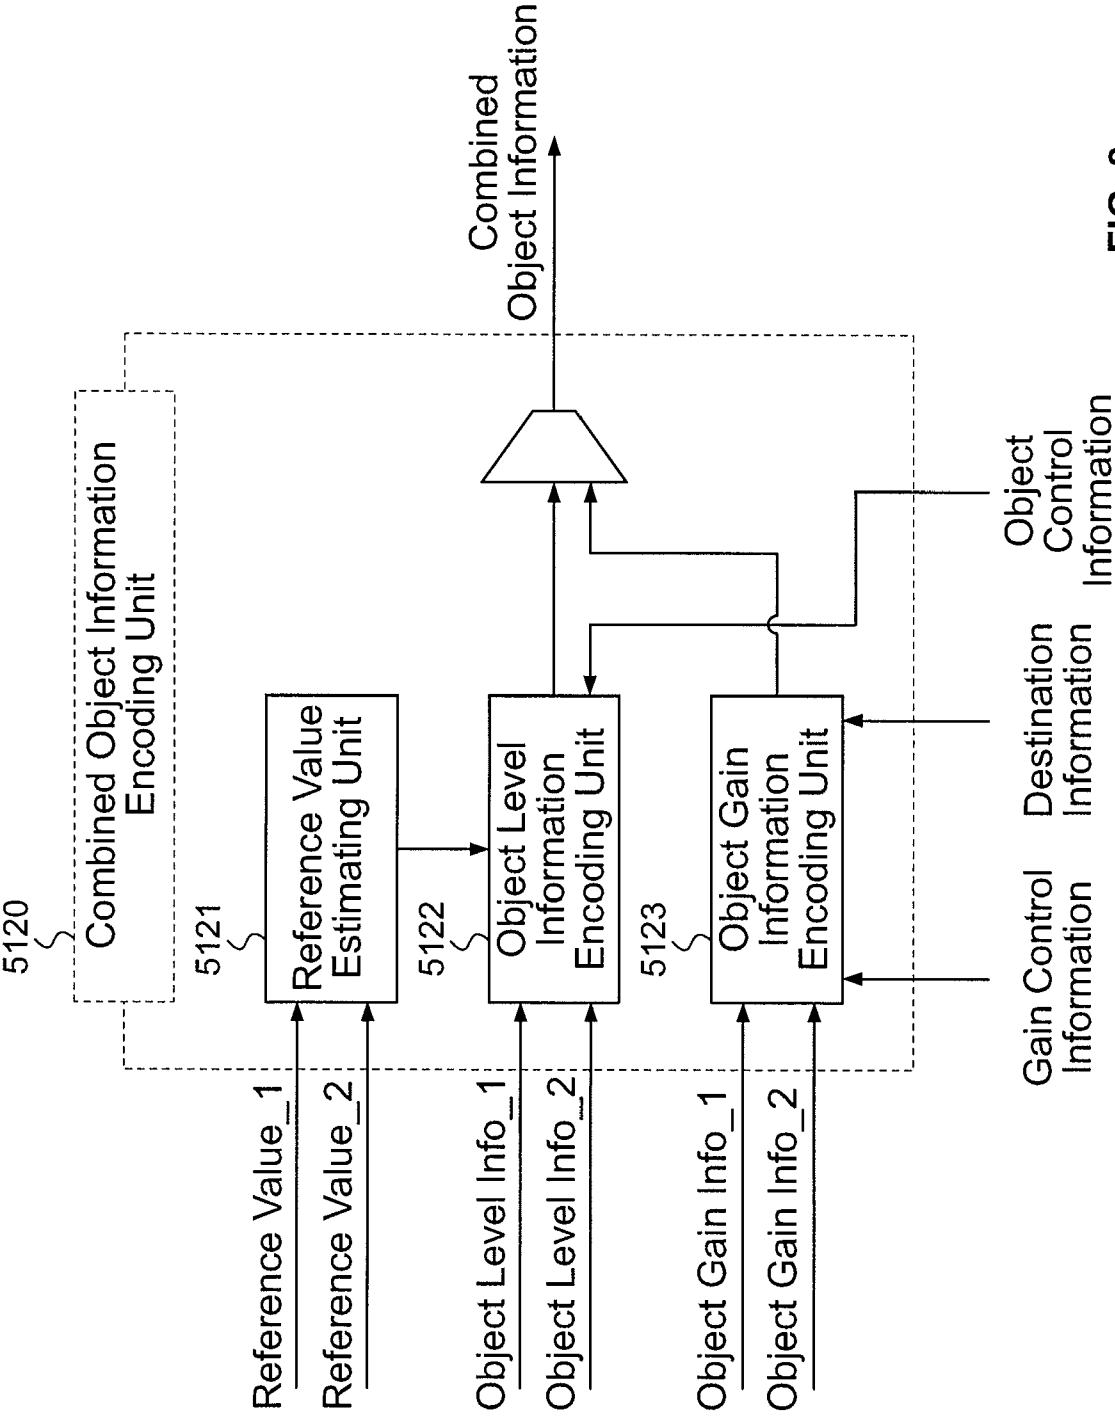 5120
Combined Object Information
Encoding Unit
5121
Reference Value
Estimating Unit
Reference Value_1
Reference Value_2
5122
Object Level
Information
Encoding Unit
Object Level Info_1
Object Level Info_2
5123
Object Gain
Information
Encoding Unit
Object Gain Info_1
Object Gain Info_2
Combined
Object Information
Gain Control
Information
Destination
Information
Object
Control
Information